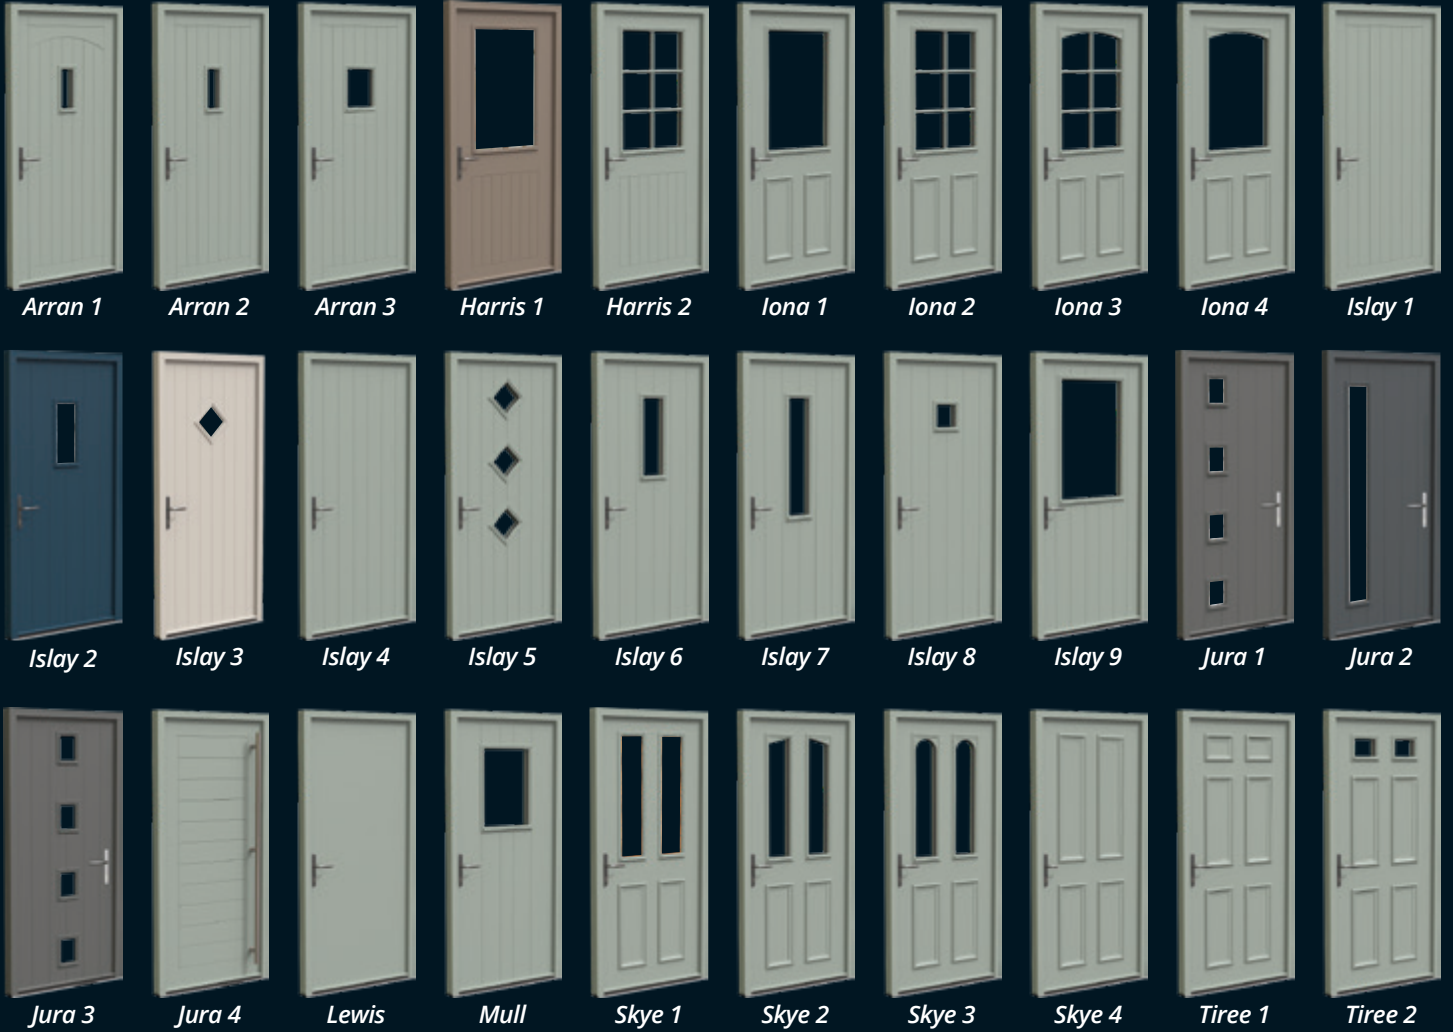 Arran 1 Arran 2 Arran 3 Harris 1 Harris 2 Iona 1 Iona 2 Iona 3 Iona 4 Islay 1
Islay 2 Islay 3 Islay 4 Islay 5 Islay 6 Islay 7 Islay 8 Islay 9 Jura 1 Jura 2
Jura 3 Jura 4 Lewis Mull Skye 1 Skye 2 Skye 3 Skye 4 Tiree 1 Tiree 2